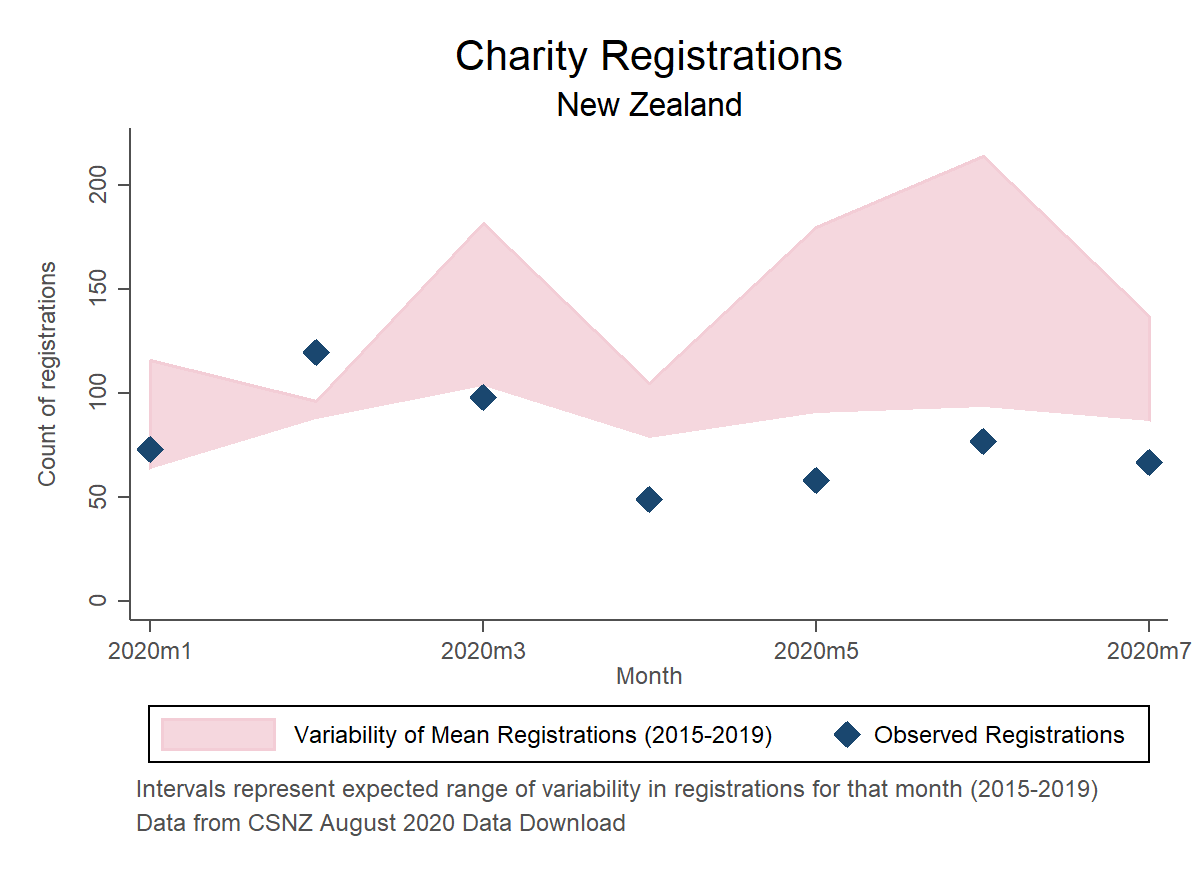 Charity Registrations
New Zealand
Count of registrations
200
150
100
50
0
2020m1 2020m3 2020m5 2020m7
Month
Variability of Mean Registrations (2015-2019) Observed Registrations
Intervals represent expected range of variability in registrations for that month (2015-2019)
Data from CSNZ August 2020 Data Download